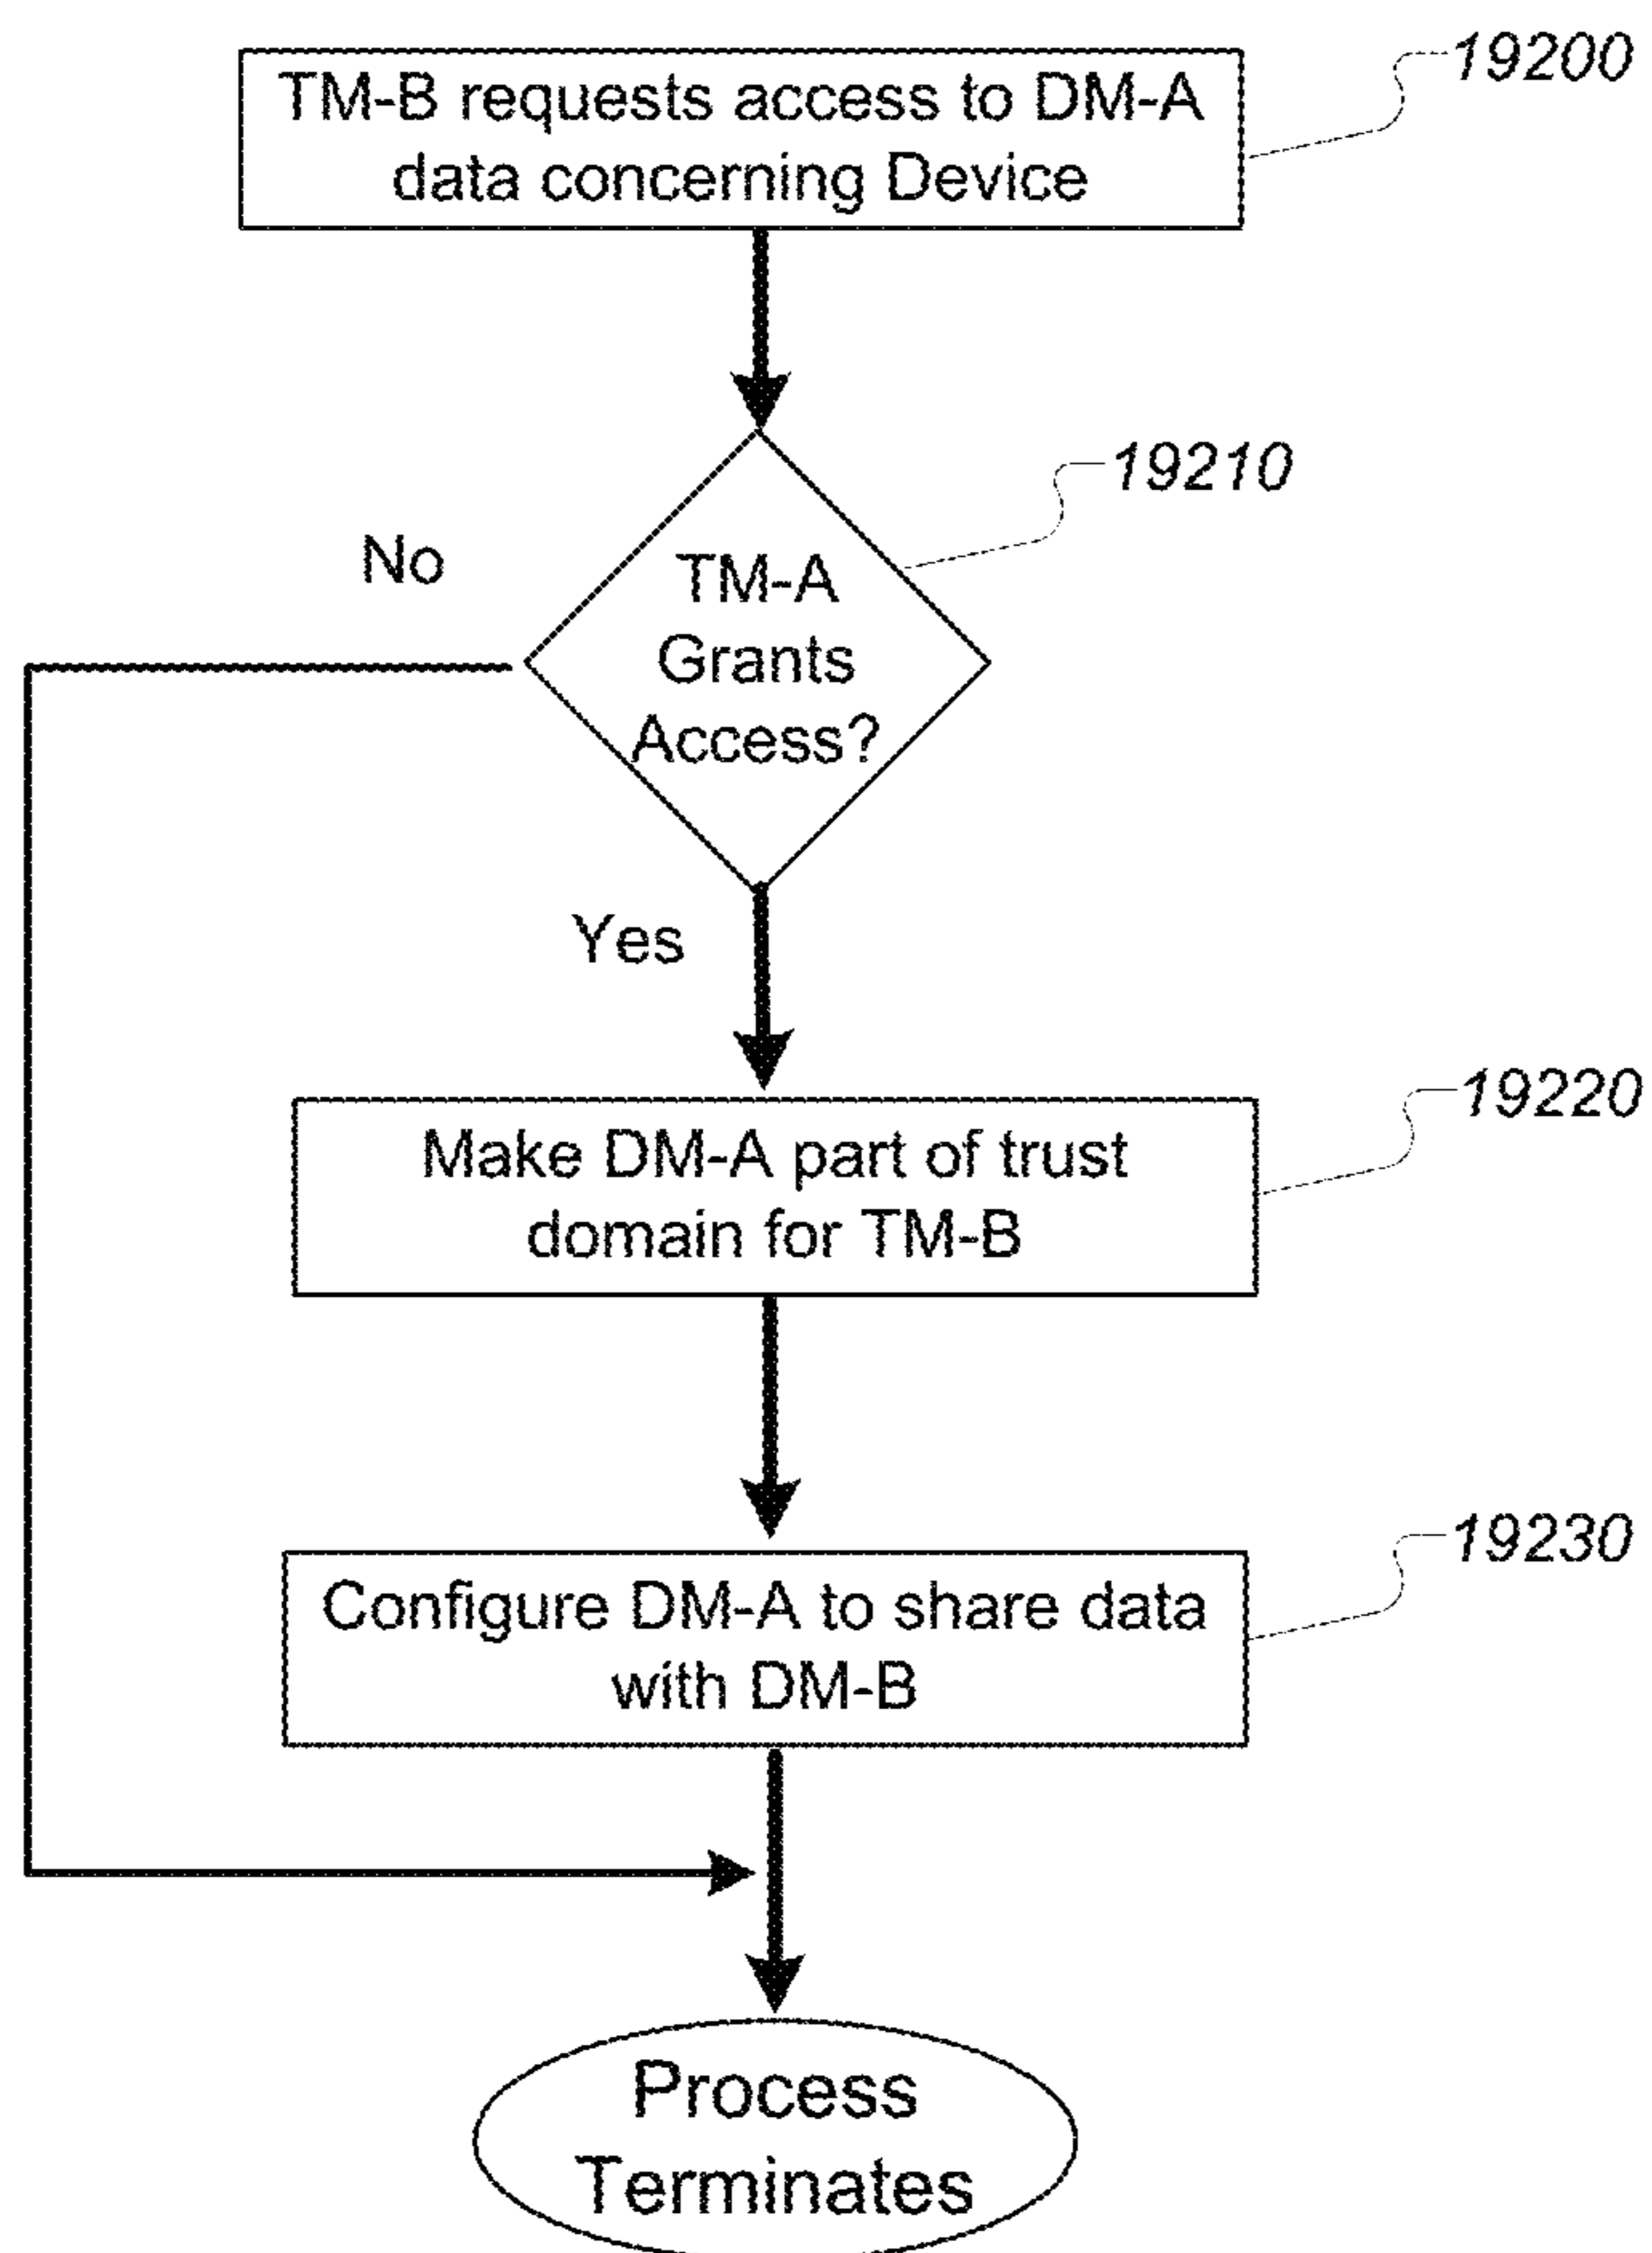 TM-B requests access to DM-A
data concerning Device
19200
19210
No
TM-A
Grants
Access?
Yes
Make DM-A part of trust
domain for TM-B
19220
Configure DM-A to share data
with DM-B
19230
Process
Terminates